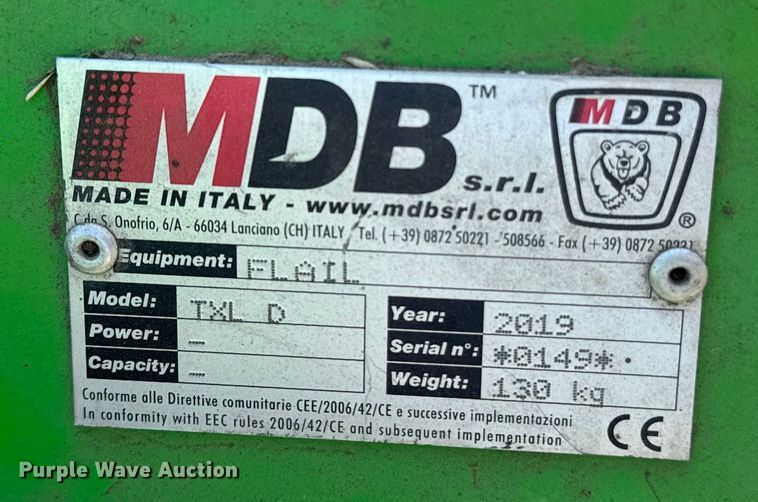 MDB™ s.r.l.
MDB ®
MADE IN ITALY - www.mdbsrl.com
C.da S. Onofrio, 6/A - 66034 Lanciano (CH) ITALY Tel. (+39) 0872 50221 - 508566 - Fax (+39) 0872 50221
Equipment: FLAIL
Model: TXL D
Power: —
Capacity: —
Year: 2019
Serial n°: *0149*
Weight: 130 kg
Conforme alle Direttive comunitarie CEE/2006/42/CE e successive implementazioni
In conformity with EEC rules 2006/42/CE and subsequent implementation
CE
Purple Wave Auction